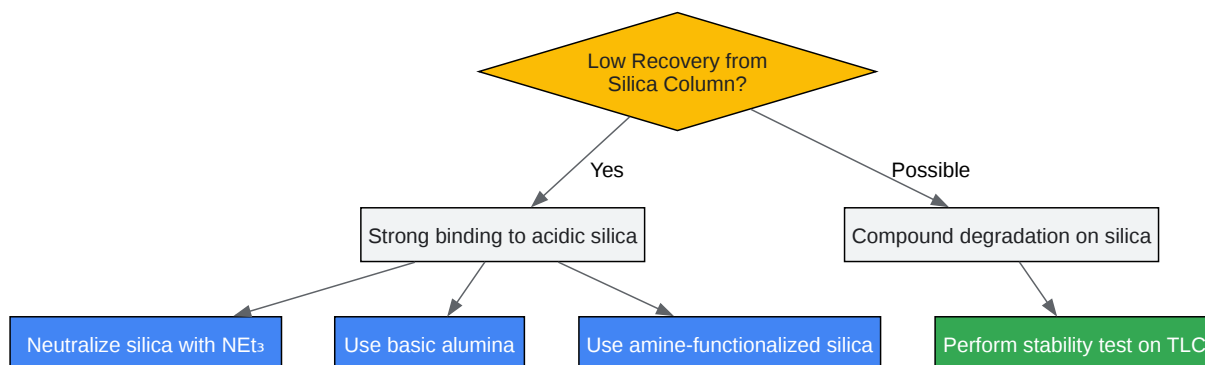 Low Recovery from
Silica Column?
Yes
Possible
Strong binding to acidic silica
Compound degradation on silica
Neutralize silica with NEt₃
Use basic alumina
Use amine-functionalized silica
Perform stability test on TLC